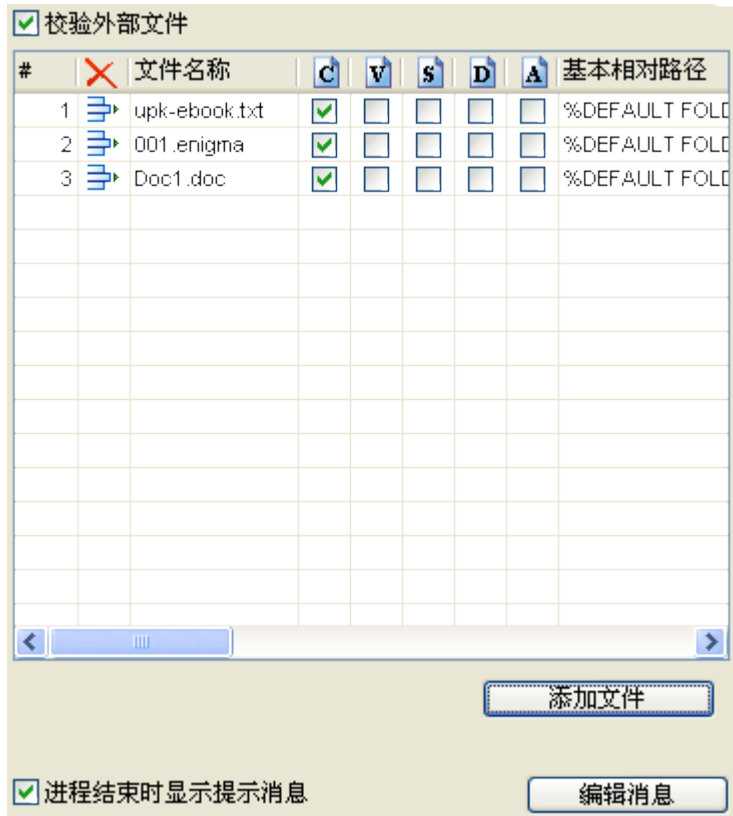 校验外部文件
# 文件名称 C V S D A 基本相对路径
1 upk-ebook.txt %DEFAULT FOLD
2 001.enigma %DEFAULT FOLD
3 Doc1.doc %DEFAULT FOLD
添加文件
进程结束时显示提示消息 编辑消息